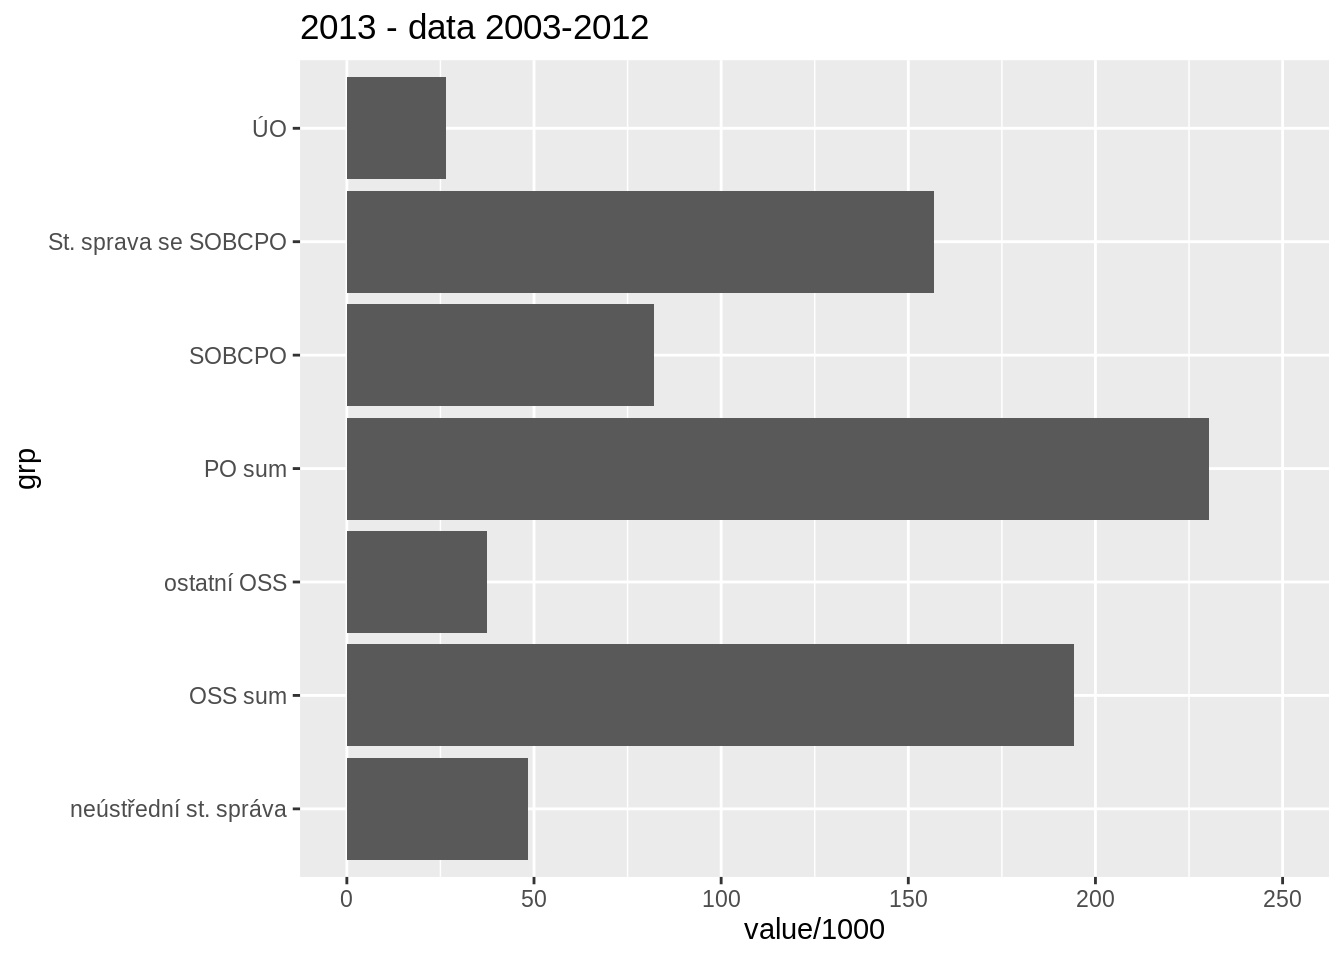 2013 - data 2003-2012
ÚO
St. sprava se SOBCPO
SOBCPO
PO sum
ostatní OSS
OSS sum
neústřední st. správa
grp
0 50 100 150 200 250
value/1000